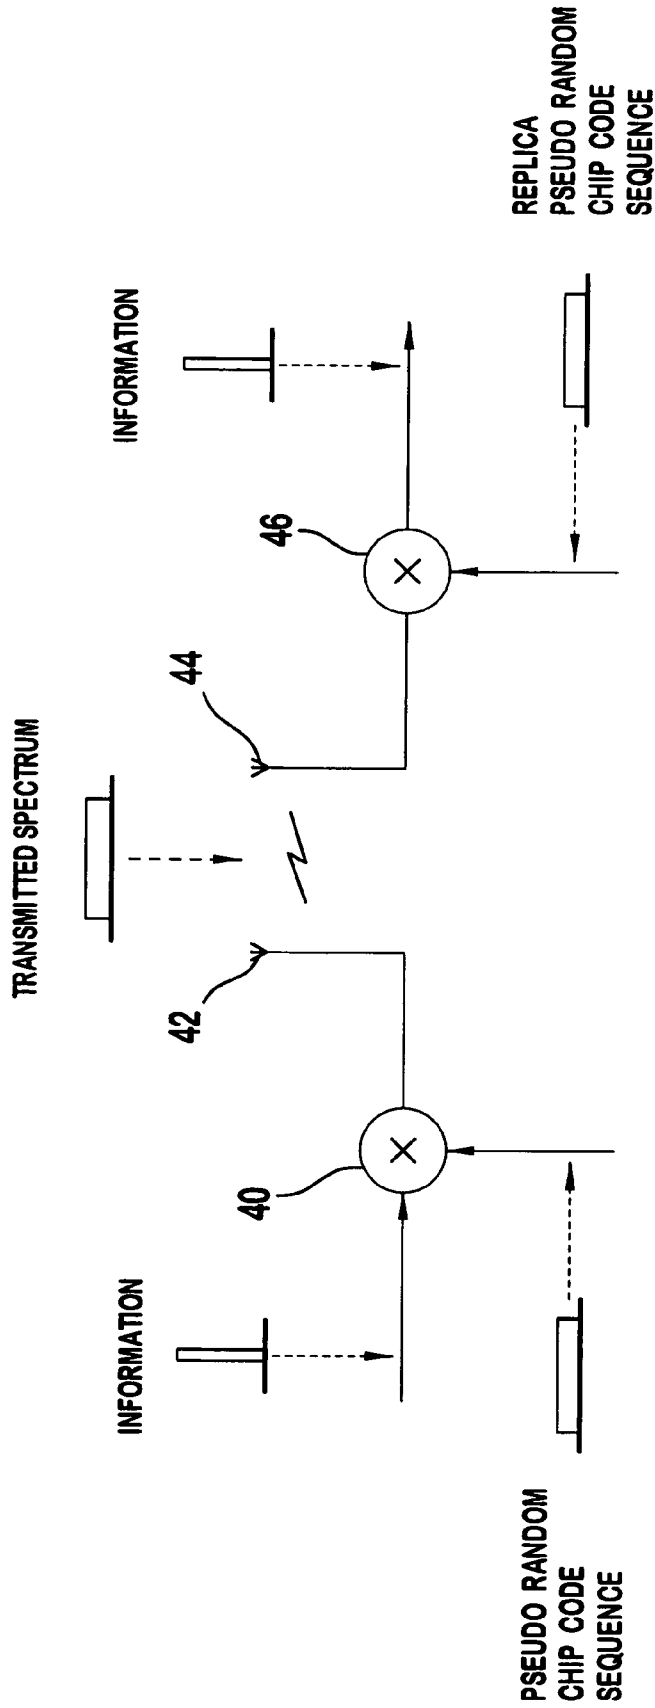 TRANSMITTED SPECTRUM
INFORMATION
INFORMATION
42
44
40
46
PSEUDO RANDOM
CHIP CODE
SEQUENCE
REPLICA
PSEUDO RANDOM
CHIP CODE
SEQUENCE